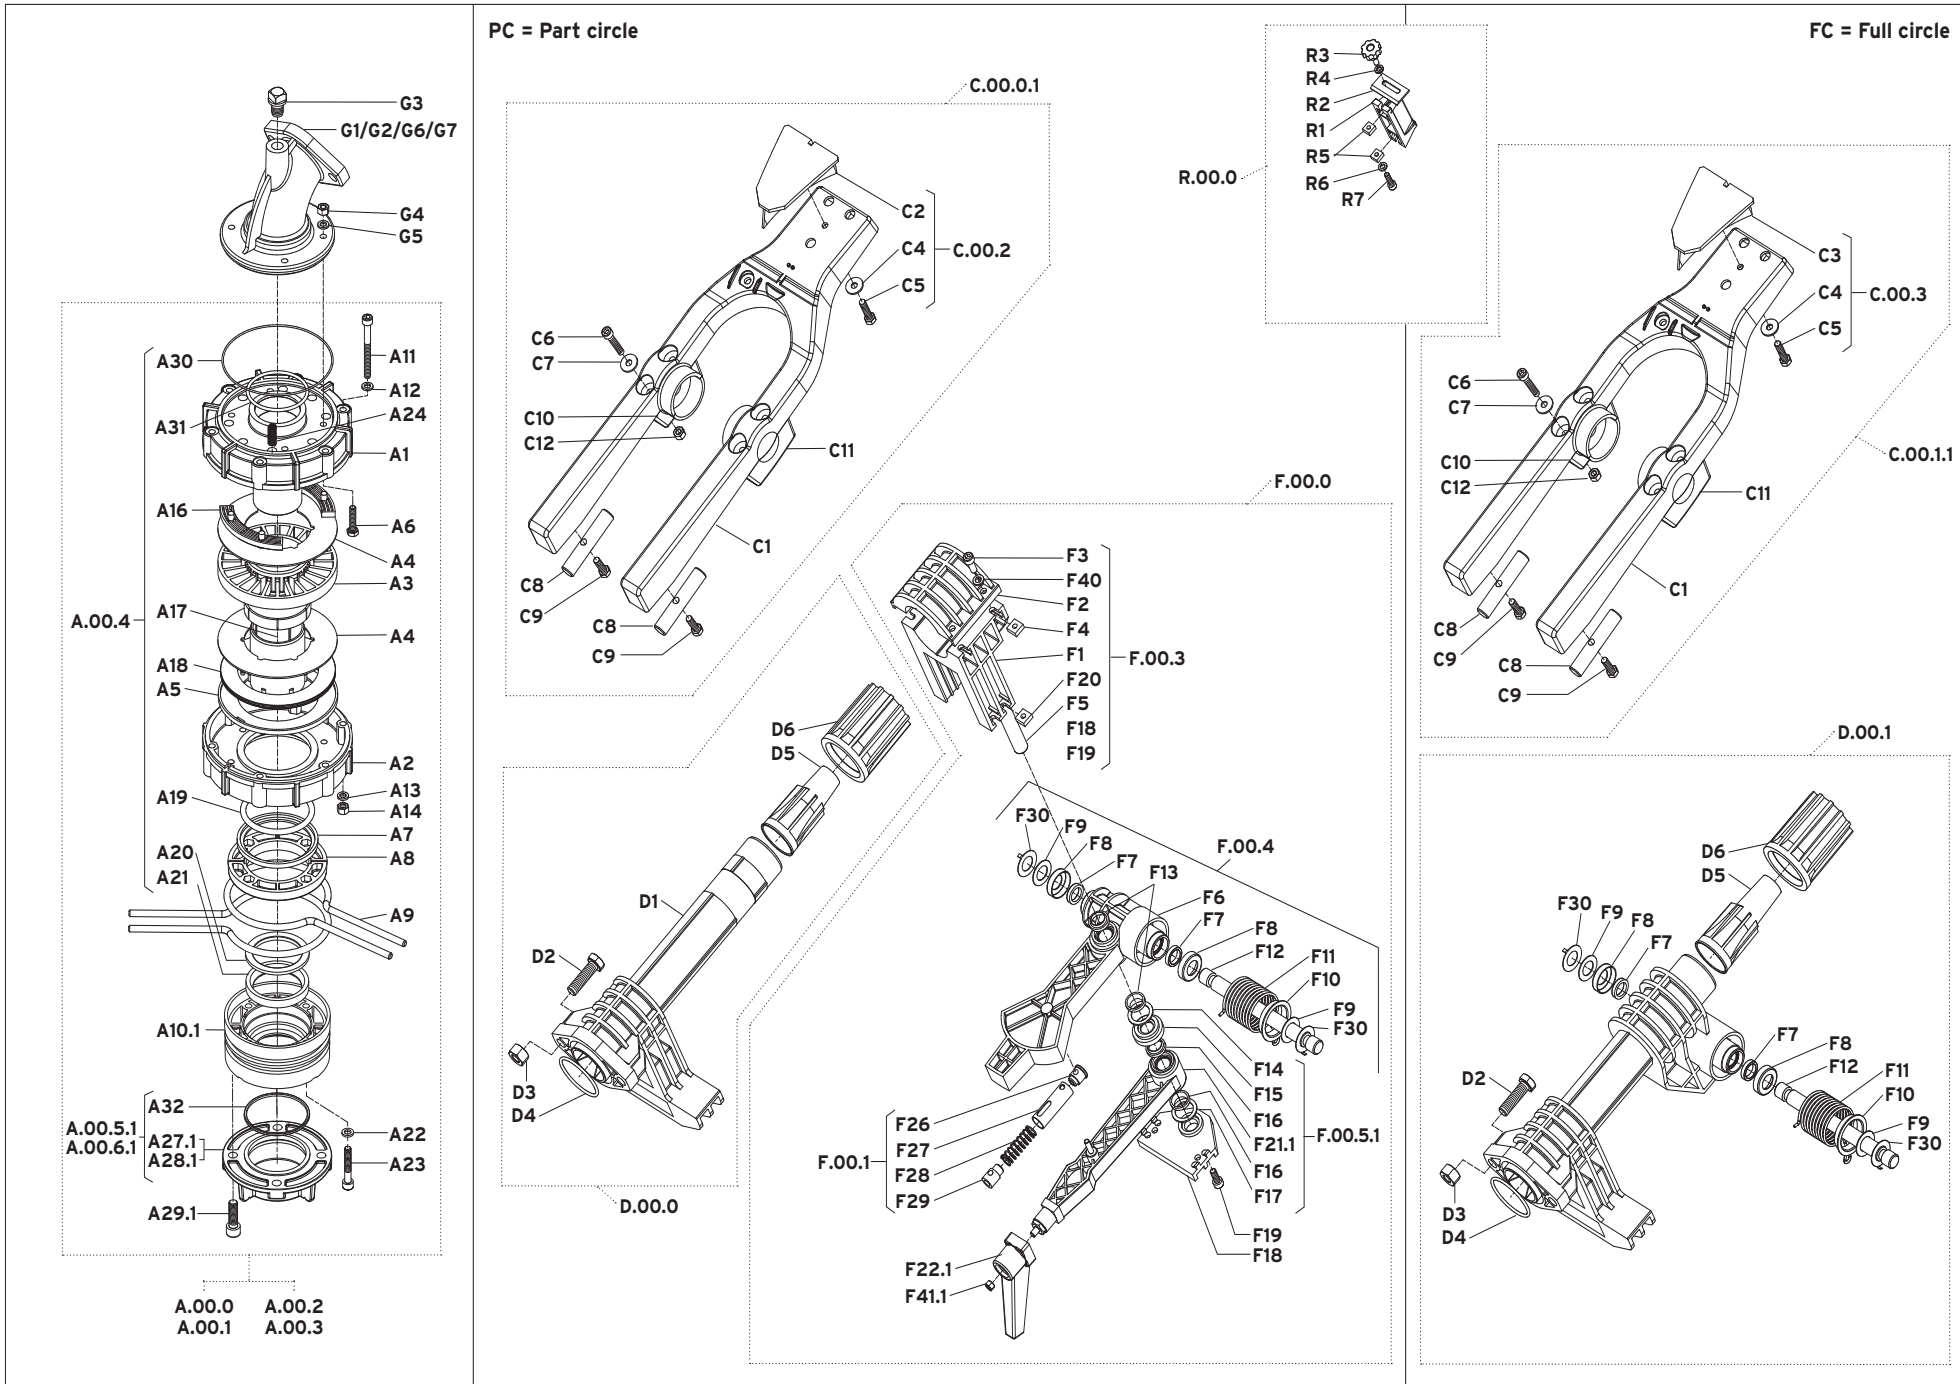 PC = Part circle
FC = Full circle
G3
G1/G2/G6/G7
G4
G5
A30
A11
A12
A24
A31
A1
A16
A6
A4
A3
A17
A.00.4
A4
A18
A5
A2
A19
A13
A14
A7
A20
A8
A21
A9
A10.1
A32
A.00.5.1
A.00.6.1
A27.1
A28.1
A22
A23
A29.1
A.00.0
A.00.2
A.00.1
A.00.3
C.00.0.1
C2
C4
C.00.2
C5
C6
C7
C10
C12
C11
C1
C8
C9
C8
C9
D6
D5
D1
D2
D3
D4
D.00.0
R3
R4
R2
R1
R5
R6
R7
R.00.0
F.00.0
F3
F40
F2
F4
F1
F20
F5
F18
F19
F.00.3
F.00.4
F30
F9
F8
F7
F13
F6
F7
F8
F12
F11
F10
F9
F30
F14
F15
F16
F21.1
F16
F17
F.00.5.1
F26
F27
F28
F29
F.00.1
F19
F18
F22.1
F41.1
C3
C4
C.00.3
C5
C6
C7
C10
C12
C11
C.00.1.1
C1
C8
C9
C8
C9
D.00.1
D6
D5
F30
F9
F8
F7
F7
F8
F12
F11
F10
F9
F30
D2
D3
D4